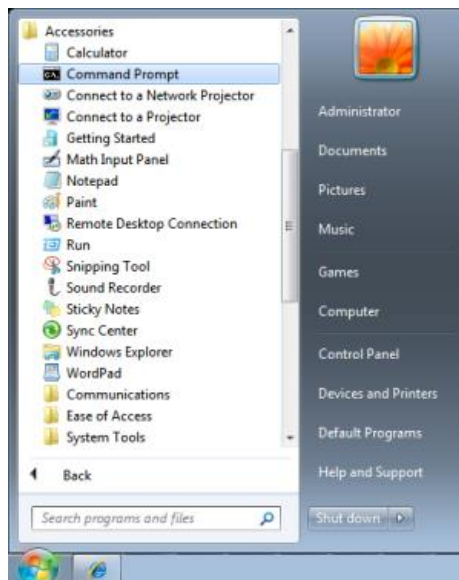 Accessories
Calculator
Command Prompt
Connect to a Network Projector
Connect to a Projector
Getting Started
Math Input Panel
Notepad
Paint
Remote Desktop Connection
Run
Snipping Tool
Sound Recorder
Sticky Notes
Sync Center
Windows Explorer
WordPad
Communications
Ease of Access
System Tools
Back
Search programs and files
Administrator
Documents
Pictures
Music
Games
Computer
Control Panel
Devices and Printers
Default Programs
Help and Support
Shut down